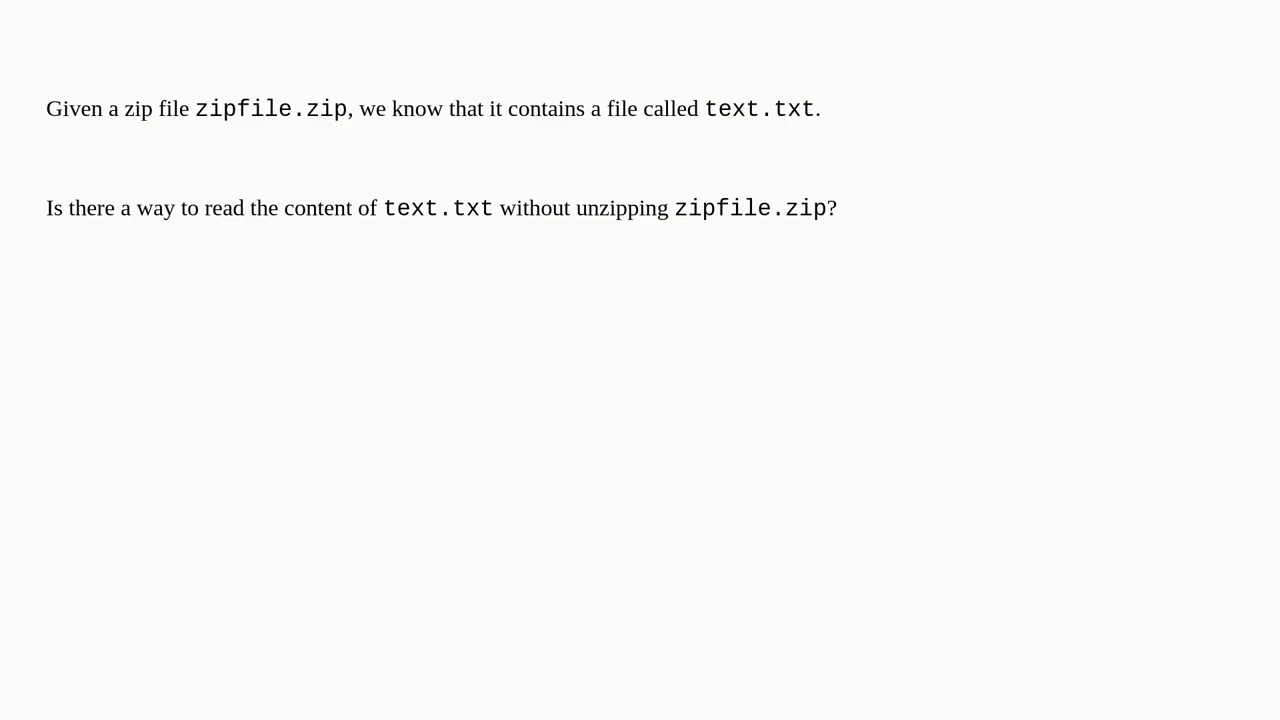 Given a zip file zipfile.zip, we know that it contains a file called text.txt.
Is there a way to read the content of text.txt without unzipping zipfile.zip?